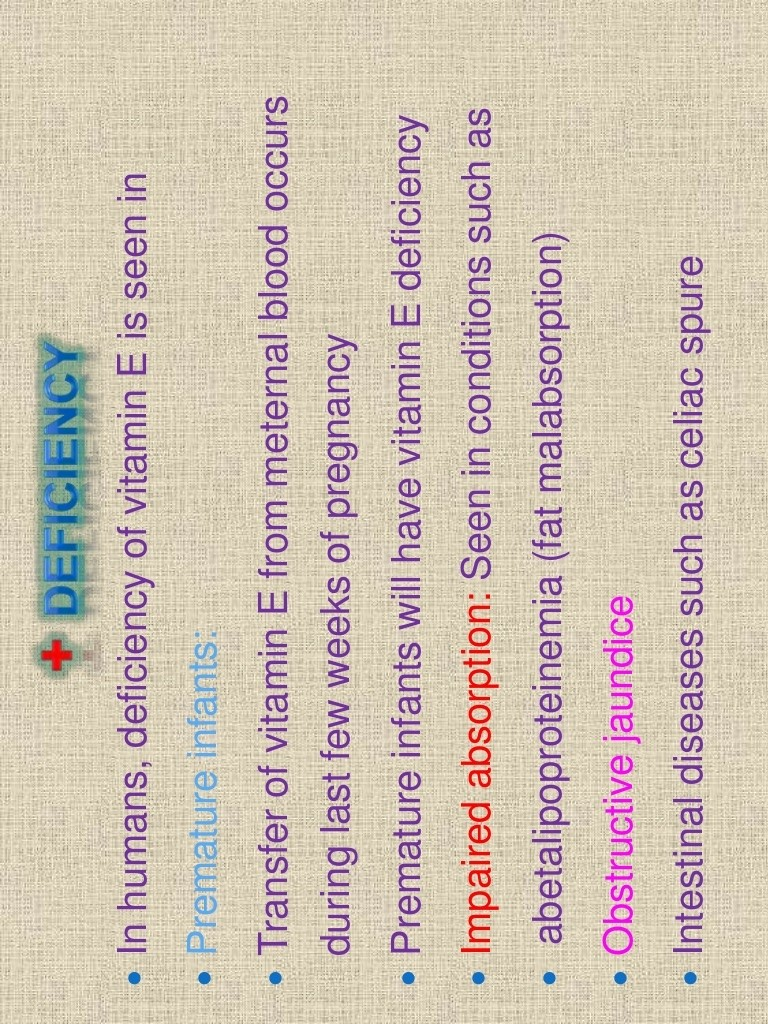 DEFICIENCY
• In humans, deficiency of vitamin E is seen in
• Premature infants:
• Transfer of vitamin E from meternal blood occurs
during last few weeks of pregnancy
• Premature infants will have vitamin E deficiency
• Impaired absorption: Seen in conditions such as
• abetalipoproteinemia (fat malabsorption)
• Obstructive jaundice
• Intestinal diseases such as celiac spure